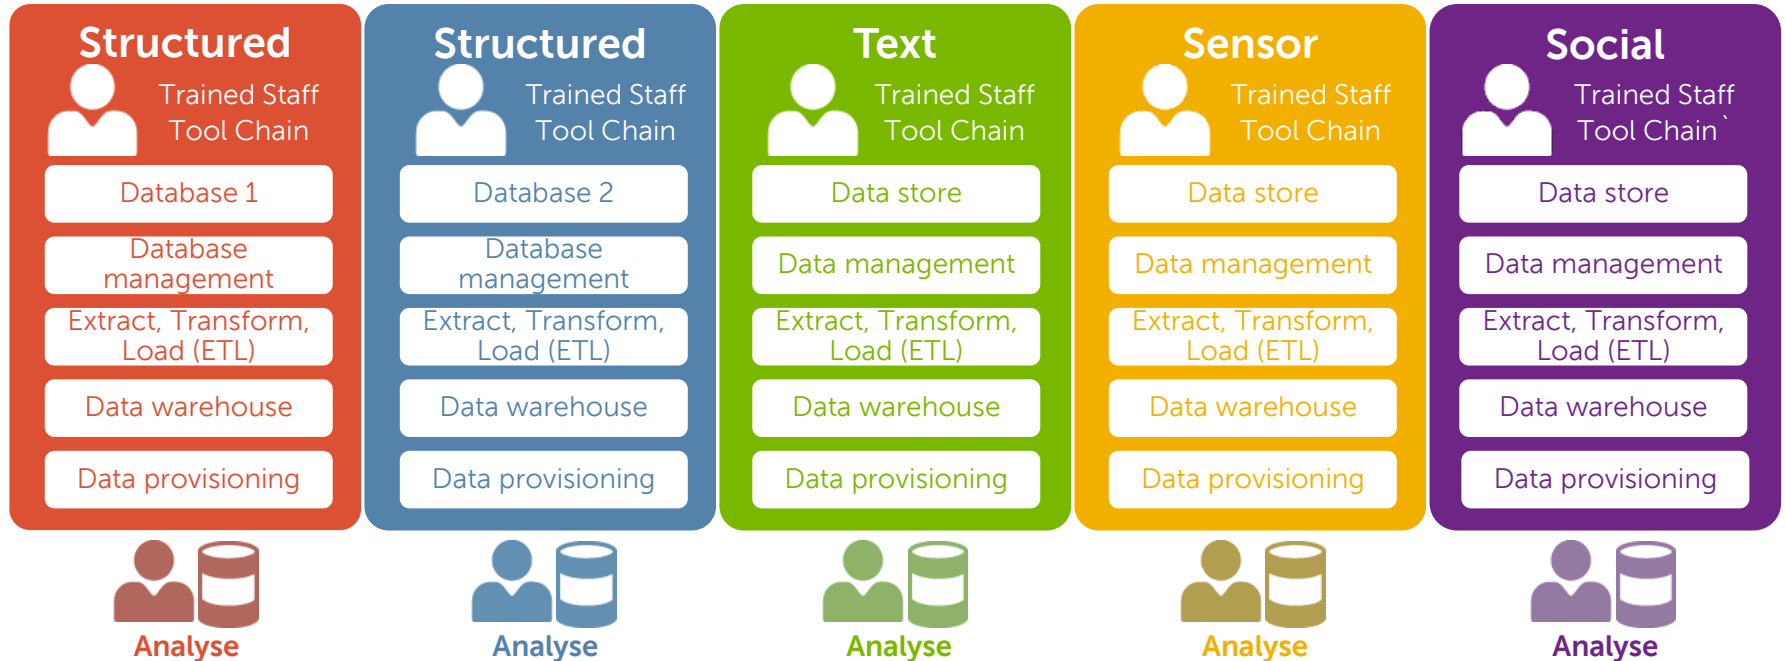 Structured
Trained Staff
Tool Chain
Database 1
Database
management
Extract, Transform,
Load (ETL)
Data warehouse
Data provisioning
Analyse
Structured
Trained Staff
Tool Chain
Database 2
Database
management
Extract, Transform,
Load (ETL)
Data warehouse
Data provisioning
Analyse
Text
Trained Staff
Tool Chain
Data store
Data management
Extract, Transform,
Load (ETL)
Data warehouse
Data provisioning
Analyse
Sensor
Trained Staff
Tool Chain
Data store
Data management
Extract, Transform,
Load (ETL)
Data warehouse
Data provisioning
Analyse
Social
Trained Staff
Tool Chain`
Data store
Data management
Extract, Transform,
Load (ETL)
Data warehouse
Data provisioning
Analyse